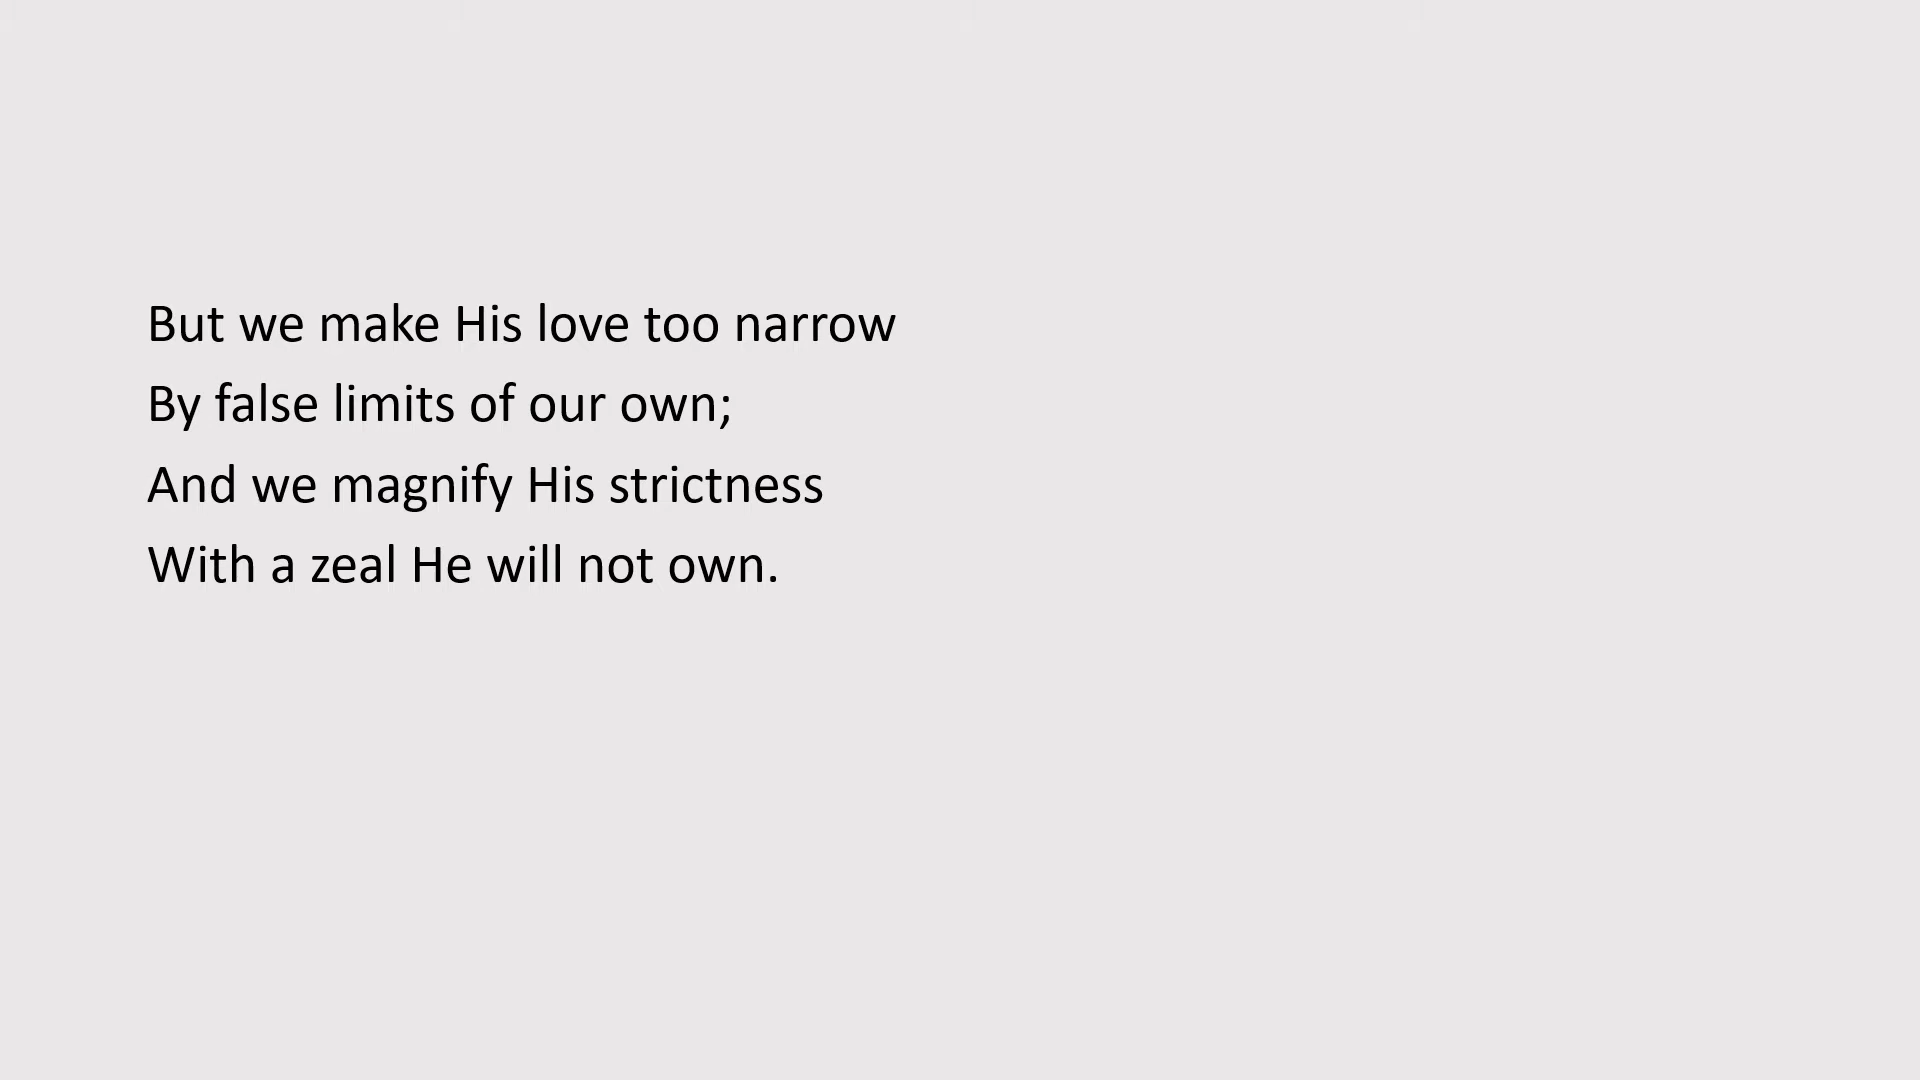 But we make His love too narrow
By false limits of our own;
And we magnify His strictness
With a zeal He will not own.